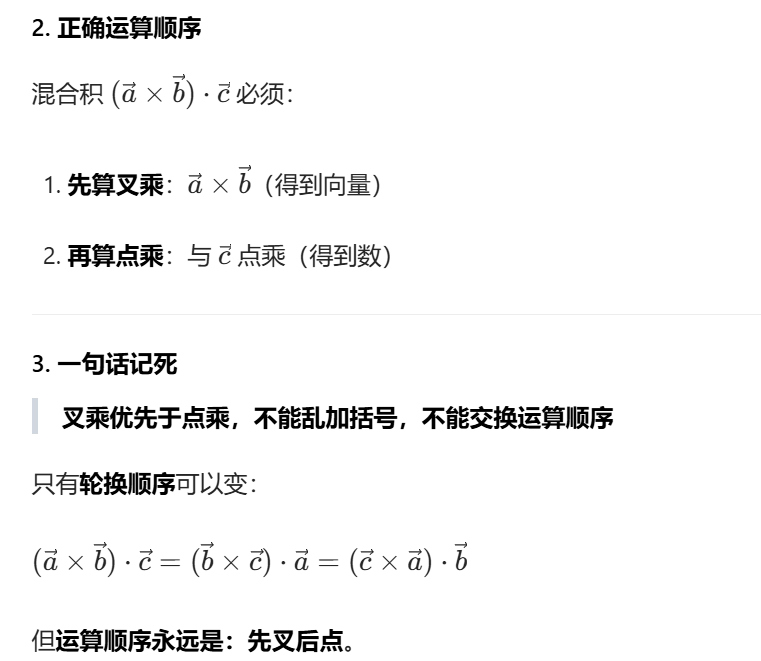 2. 正确运算顺序
混合积 $(\vec{a} \times \vec{b}) \cdot \vec{c}$ 必须：
1. 先算叉乘：$\vec{a} \times \vec{b}$（得到向量）
2. 再算点乘：与 $\vec{c}$ 点乘（得到数）
3. 一句话记死
叉乘优先于点乘，不能乱加括号，不能交换运算顺序
只有轮换顺序可以变：
$(\vec{a} \times \vec{b}) \cdot \vec{c} = (\vec{b} \times \vec{c}) \cdot \vec{a} = (\vec{c} \times \vec{a}) \cdot \vec{b}$
但运算顺序永远是：先叉后点。